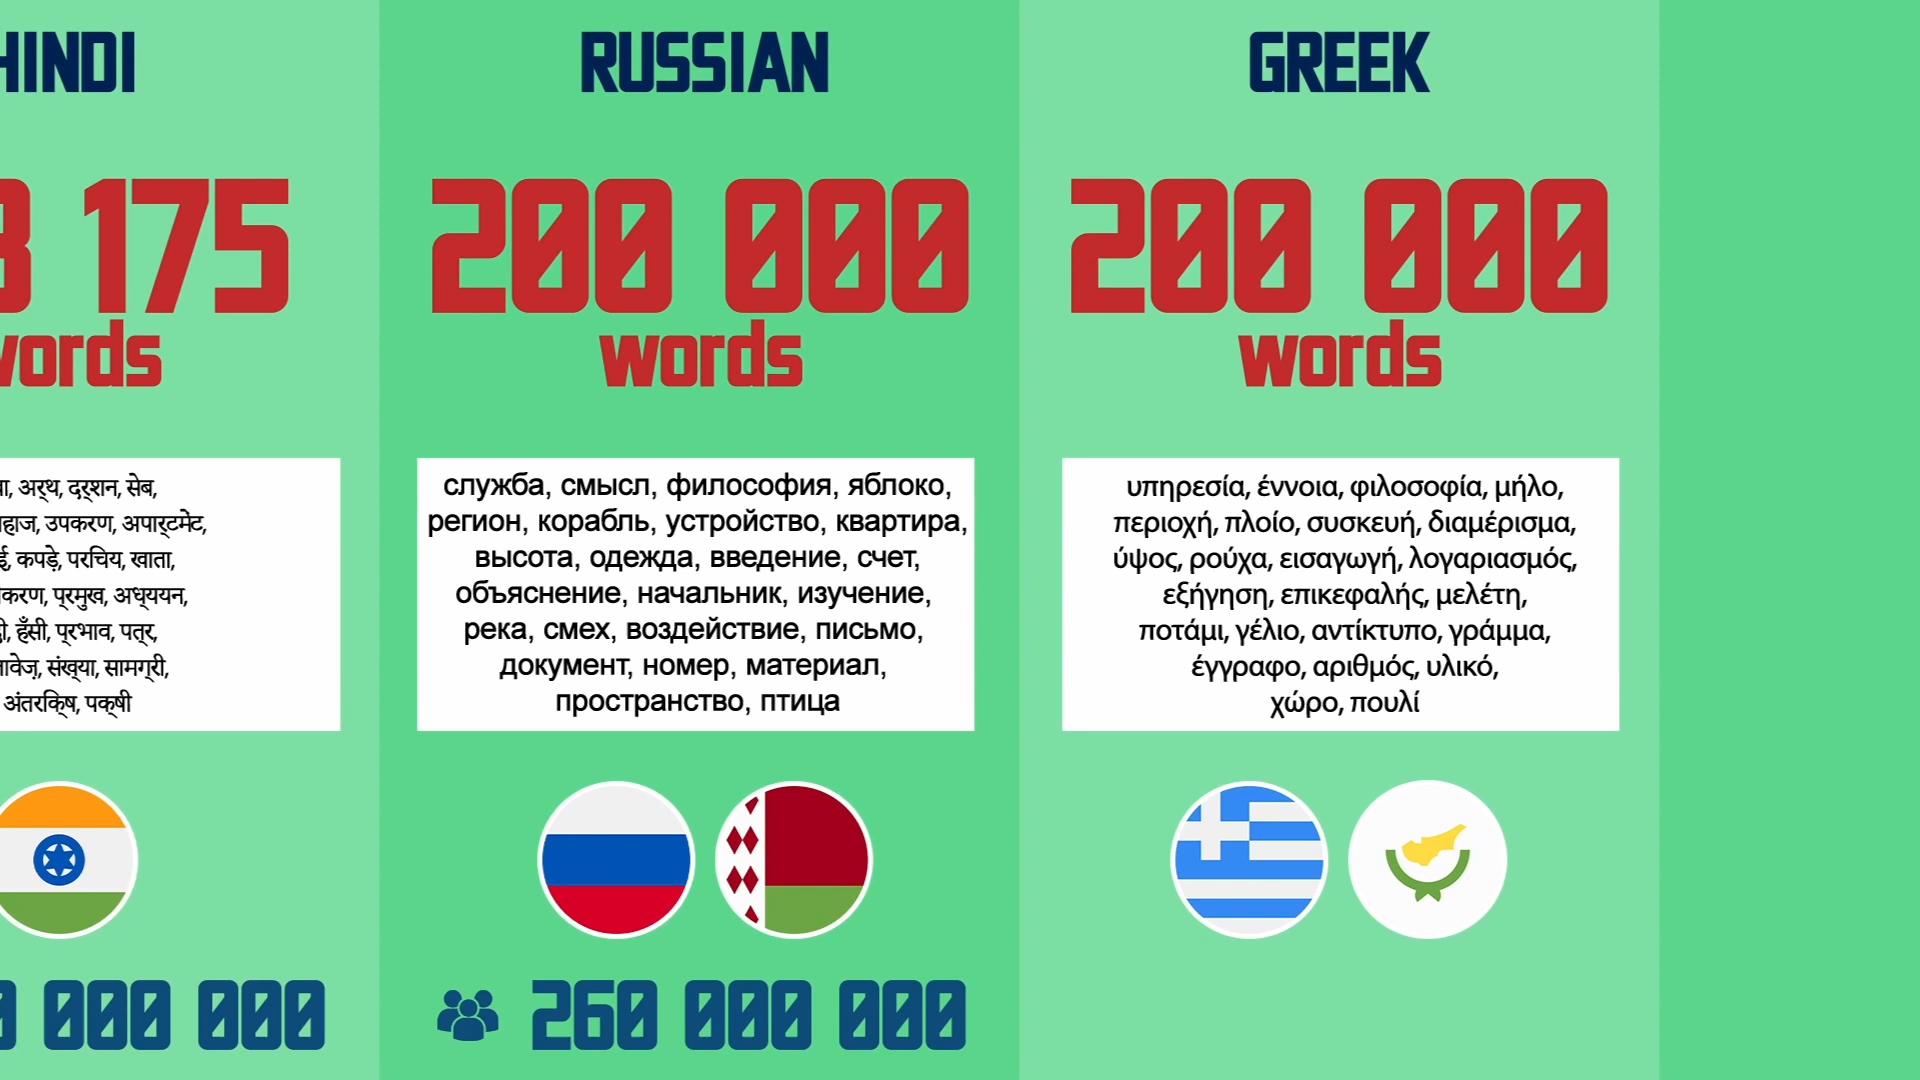 HINDI
175
words
अर्थ, दर्शन, सेब,
उपकरण, अपार्टमेंट,
कपड़े, परचिय, खाता,
प्रमुख, अध्ययन,
हँसी, प्रभाव, पत्र,
संख्या, सामग्री,
अंतरिक्ष, पक्षी
000 000
RUSSIAN
200 000
words
служба, смысл, философия, яблоко,
регион, корабль, устройство, квартира,
высота, одежда, введение, счет,
объяснение, начальник, изучение,
река, смех, воздействие, письмо,
документ, номер, материал,
пространство, птица
260 000 000
GREEK
200 000
words
υπηρεσία, έννοια, φιλοσοφία, μήλο,
περιοχή, πλοίο, συσκευή, διαμέρισμα,
ύψος, ρούχα, εισαγωγή, λογαριασμός,
εξήγηση, επικεφαλής, μελέτη,
ποτάμι, γέλιο, αντίκτυπο, γράμμα,
έγγραφο, αριθμός, υλικό,
χώρο, πουλί